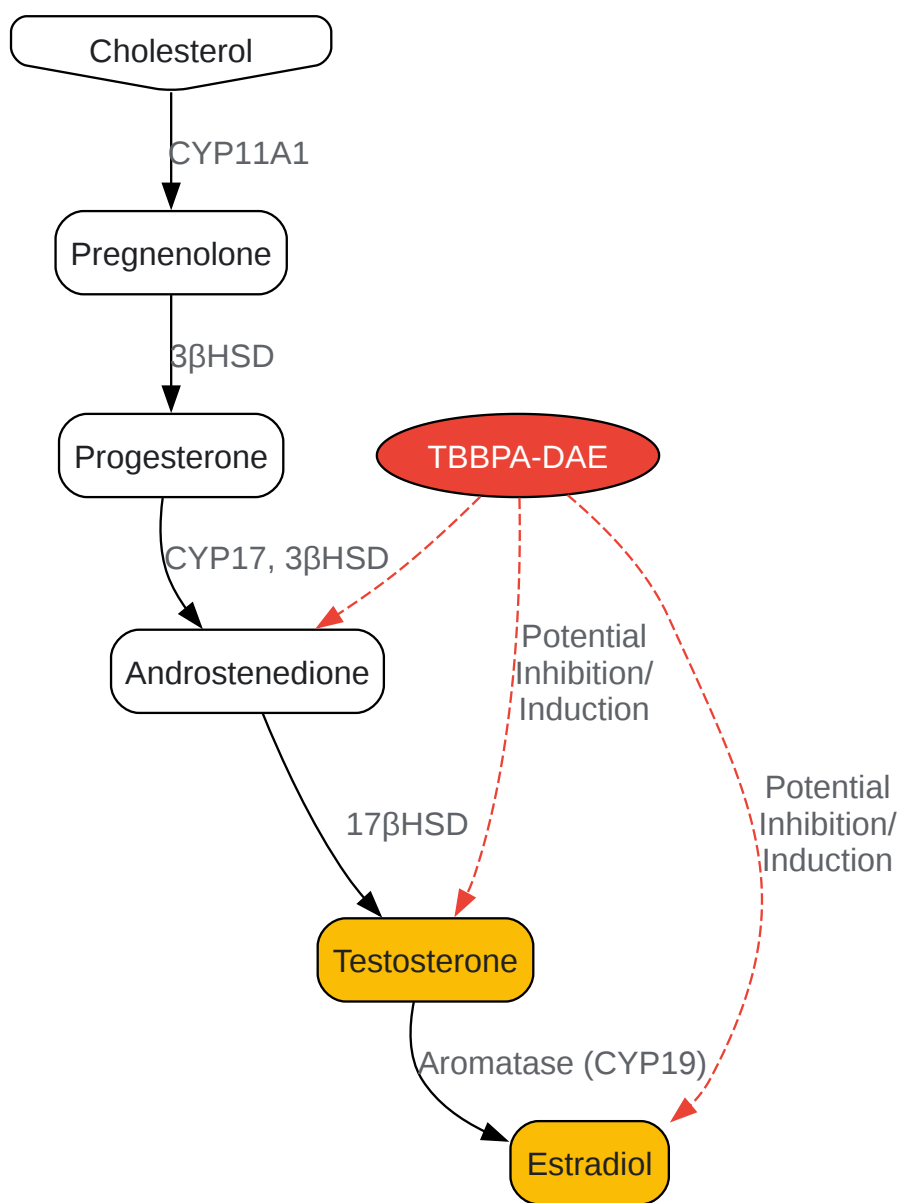 Cholesterol
CYP11A1
Pregnenolone
3βHSD
Progesterone
TBBPA-DAE
CYP17, 3βHSD
Potential
Inhibition/
Induction
Androstenedione
Potential
Inhibition/
Induction
17βHSD
Testosterone
Aromatase (CYP19)
Estradiol